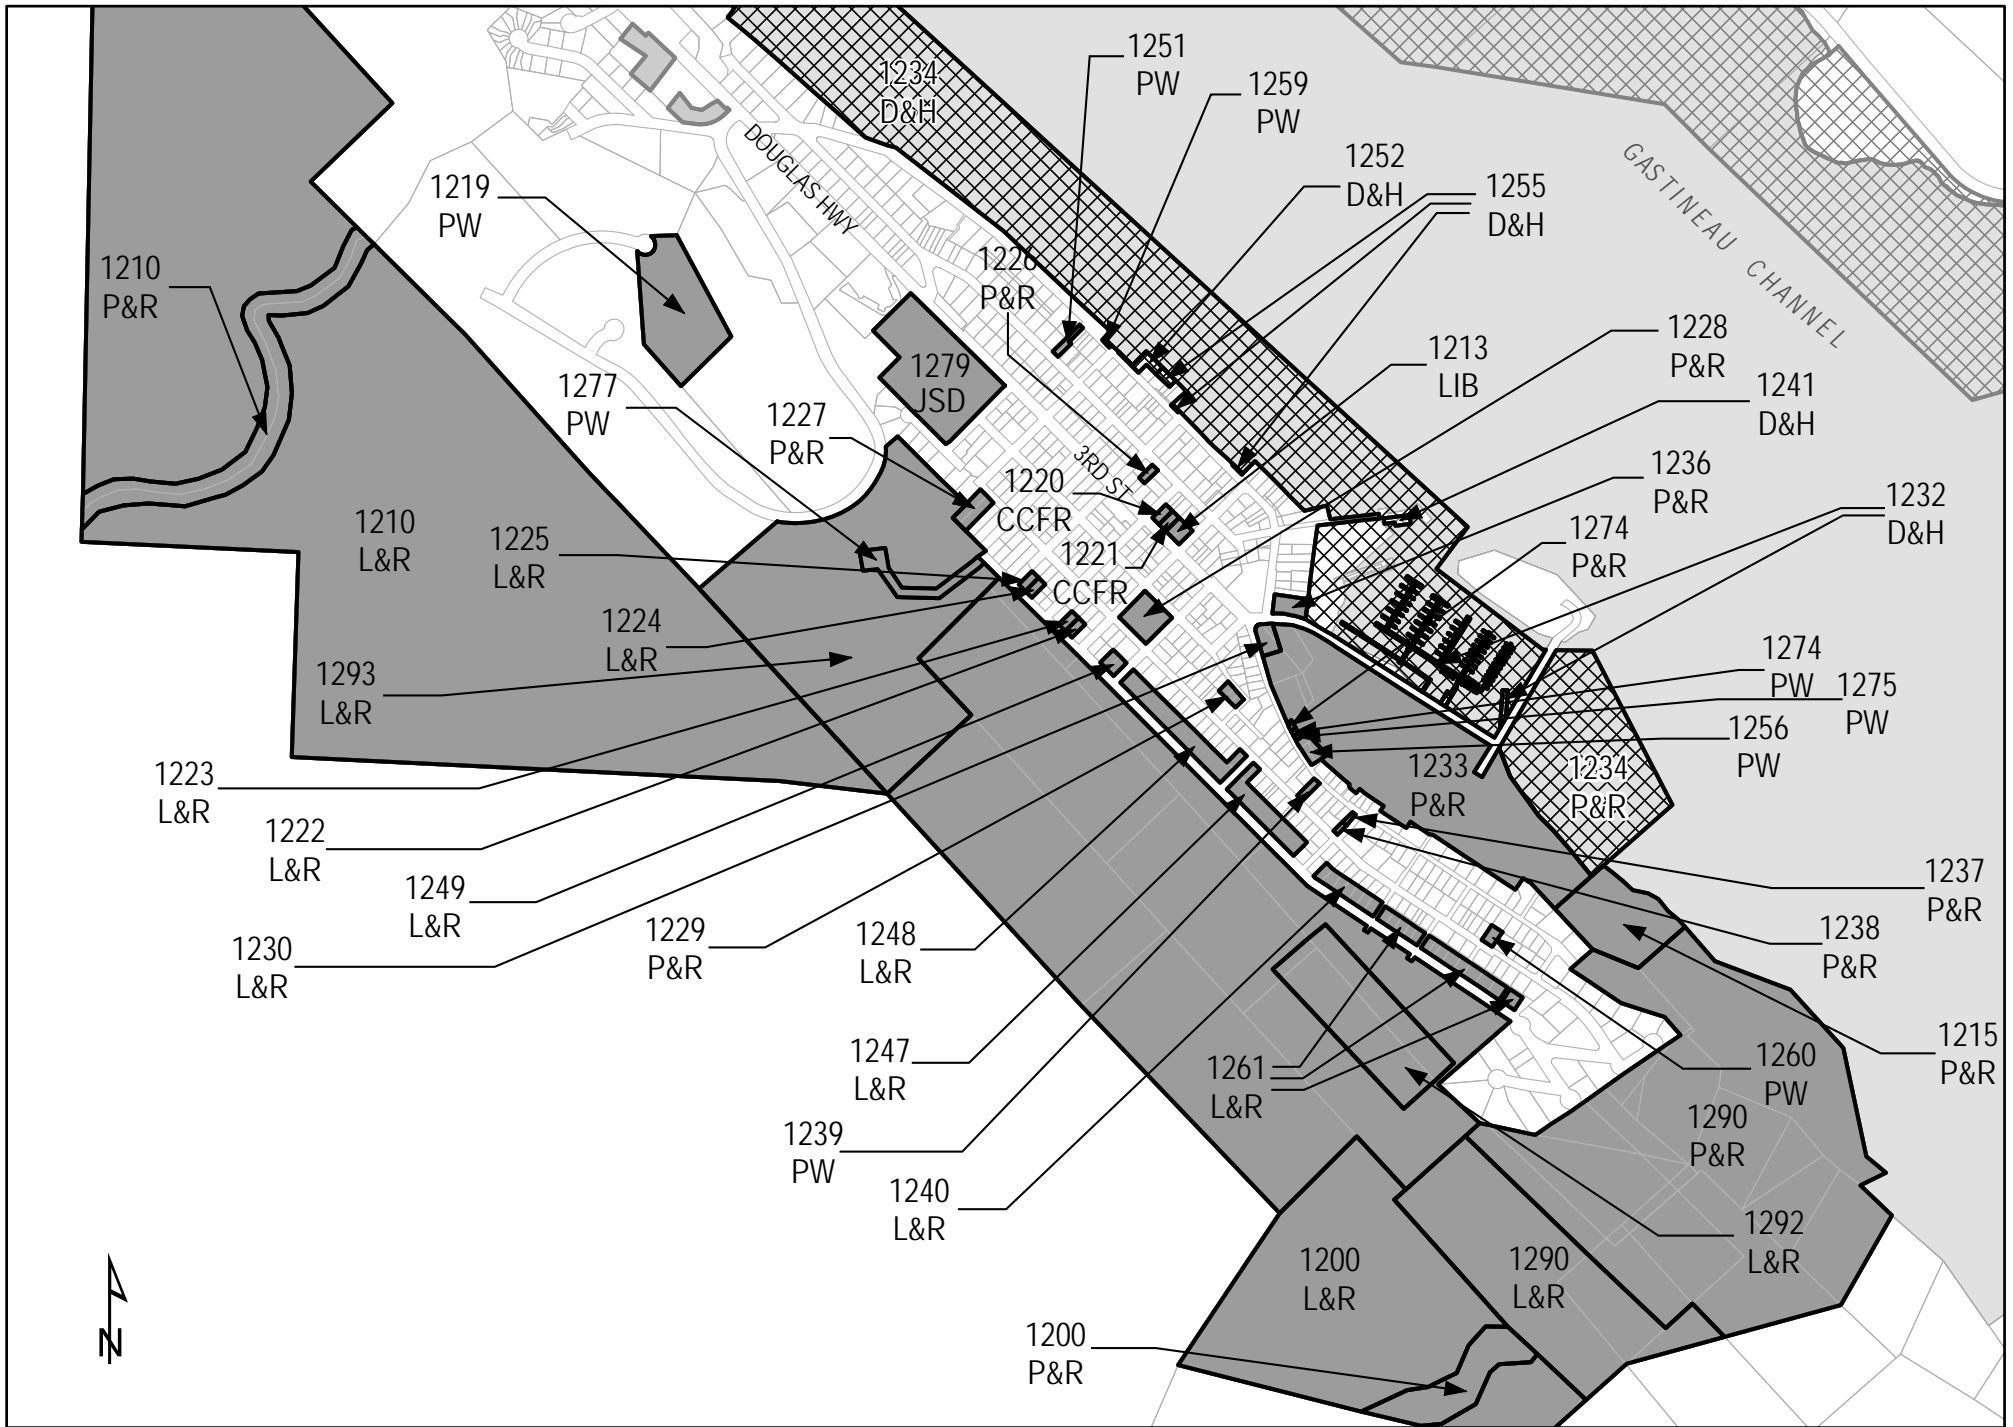 1251
PW
1259
PW
1234
D&H
1252
D&H
1255
D&H
DOUGLAS HWY
GASTINEAU CHANNEL
1219
PW
1210
P&R
1226
P&R
1228
P&R
1213
LIB
1241
D&H
1279
JSD
1277
PW
1227
P&R
3RD ST
1236
P&R
1232
D&H
1220
CCFR
1274
P&R
1210
L&R
1225
L&R
1221
CCFR
1224
L&R
1274
PW
1275
PW
1293
L&R
1256
PW
1233
P&R
1234
P&R
1223
L&R
1222
L&R
1237
P&R
1249
L&R
1229
P&R
1248
L&R
1238
P&R
1230
L&R
1215
P&R
1247
L&R
1261
L&R
1260
PW
1290
P&R
1239
PW
1240
L&R
1292
L&R
1200
L&R
1290
L&R
1200
P&R
N